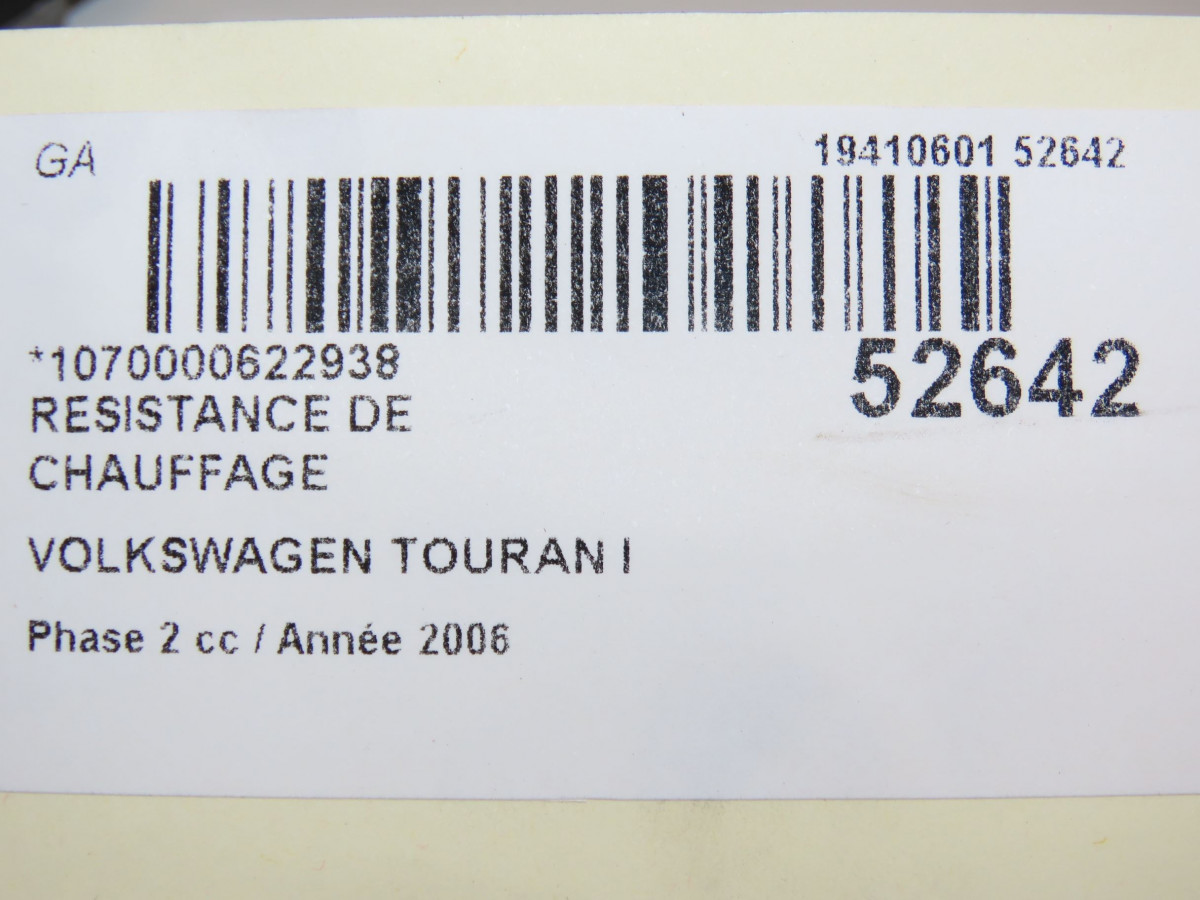 GA
19410601 52642
*1070000622938
52642
RESISTANCE DE
CHAUFFAGE
VOLKSWAGEN TOURAN I
Phase 2 cc / Année 2006